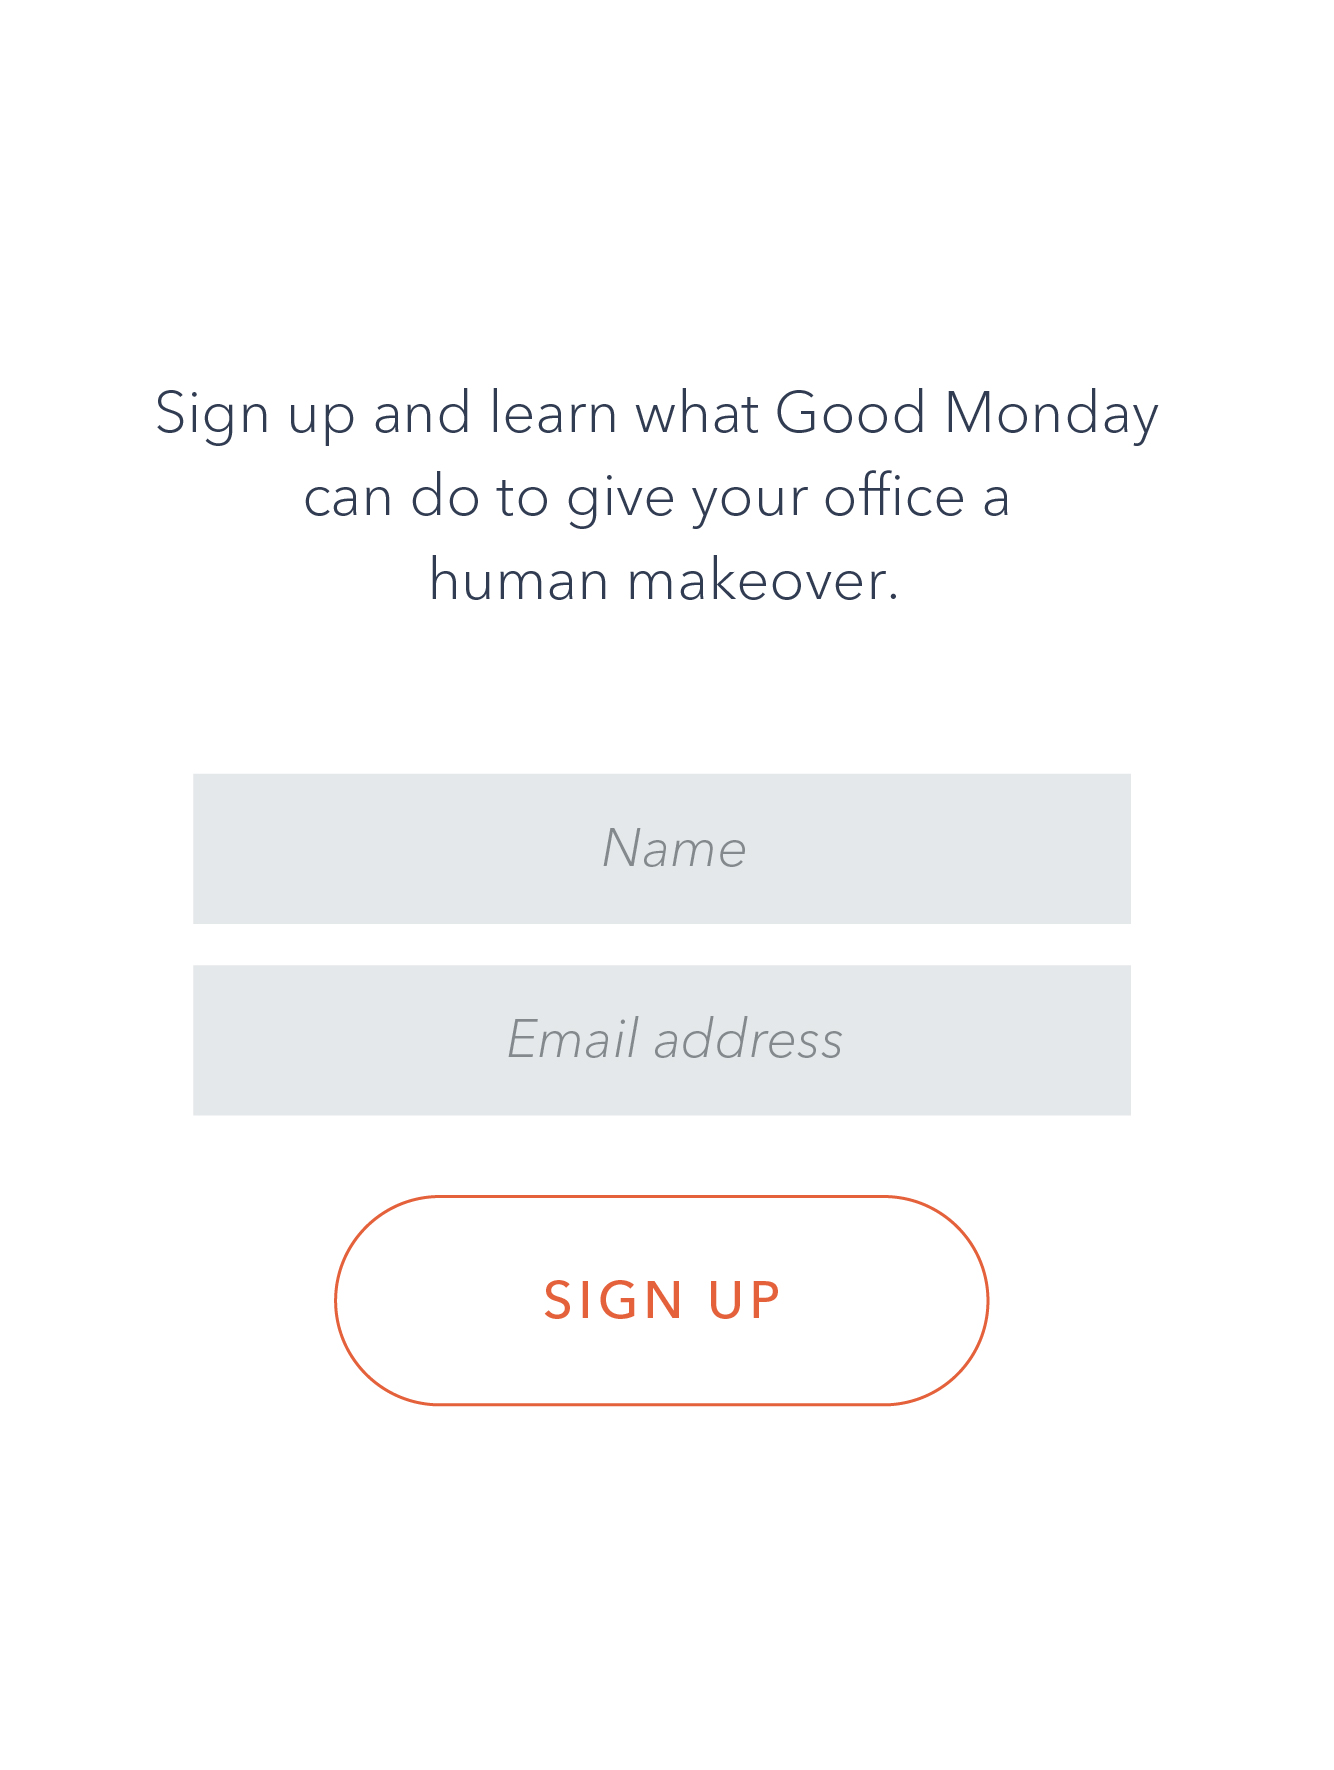 Sign up and learn what Good Monday
can do to give your office a
human makeover.
Name
Email address
SIGN UP